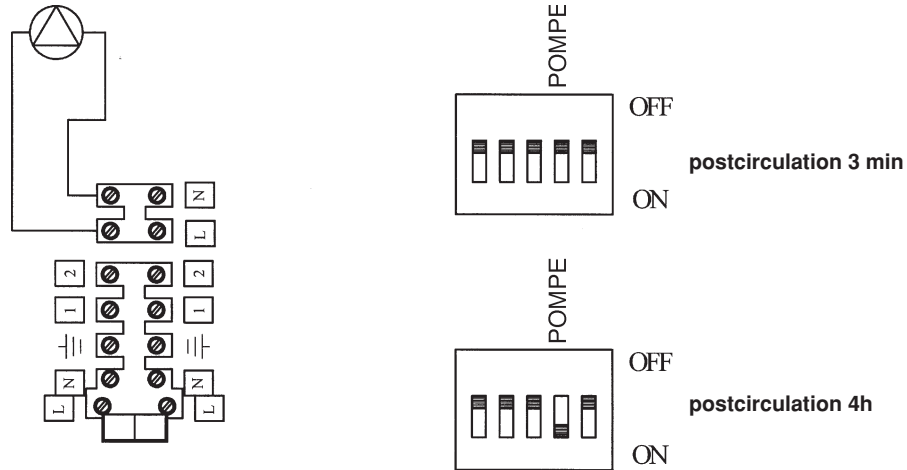 N
L
2 2
1 1
N N
L L
POMPE
OFF
postcirculation 3 min
ON
POMPE
OFF
postcirculation 4h
ON